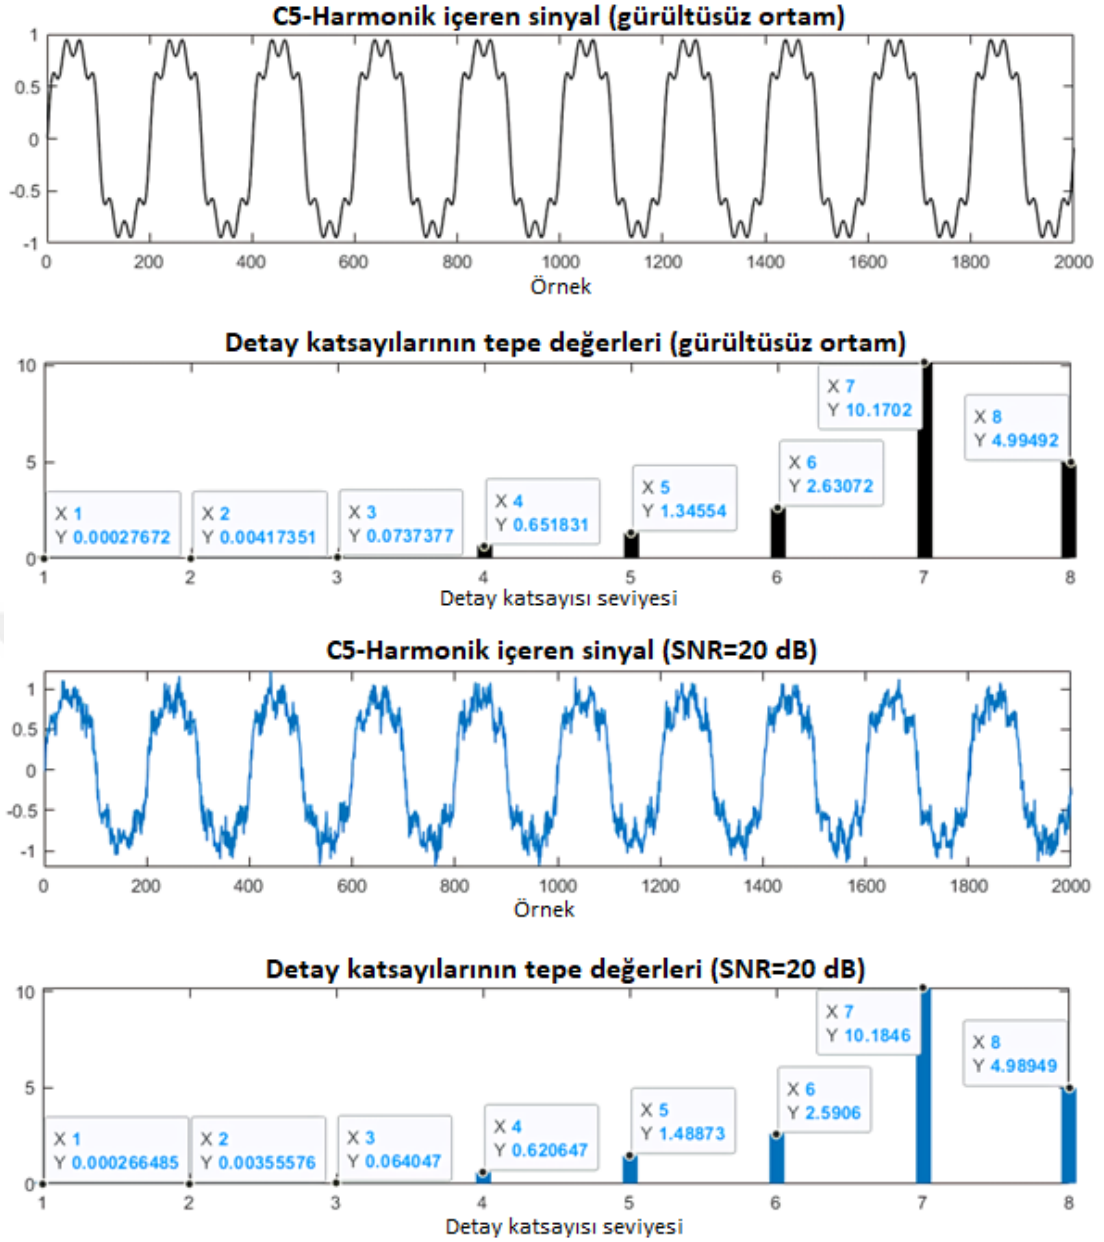 C5-Harmonik içeren sinyal (gürültüsüz ortam)
1
0.5
0
-0.5
-1
0 200 400 600 800 1000 1200 1400 1600 1800 2000
Örnek
Detay katsayılarının tepe değerleri (gürültüsüz ortam)
10
5
0
X 1
Y 0.00027672
X 2
Y 0.00417351
X 3
Y 0.0737377
X 4
Y 0.651831
X 5
Y 1.34554
X 6
Y 2.63072
X 7
Y 10.1702
X 8
Y 4.99492
1 2 3 4 5 6 7 8
Detay katsayısı seviyesi
C5-Harmonik içeren sinyal (SNR=20 dB)
1
0.5
0
-0.5
-1
0 200 400 600 800 1000 1200 1400 1600 1800 2000
Örnek
Detay katsayılarının tepe değerleri (SNR=20 dB)
10
5
0
X 1
Y 0.000266485
X 2
Y 0.00355576
X 3
Y 0.064047
X 4
Y 0.620647
X 5
Y 1.48873
X 6
Y 2.5906
X 7
Y 10.1846
X 8
Y 4.98949
1 2 3 4 5 6 7 8
Detay katsayısı seviyesi